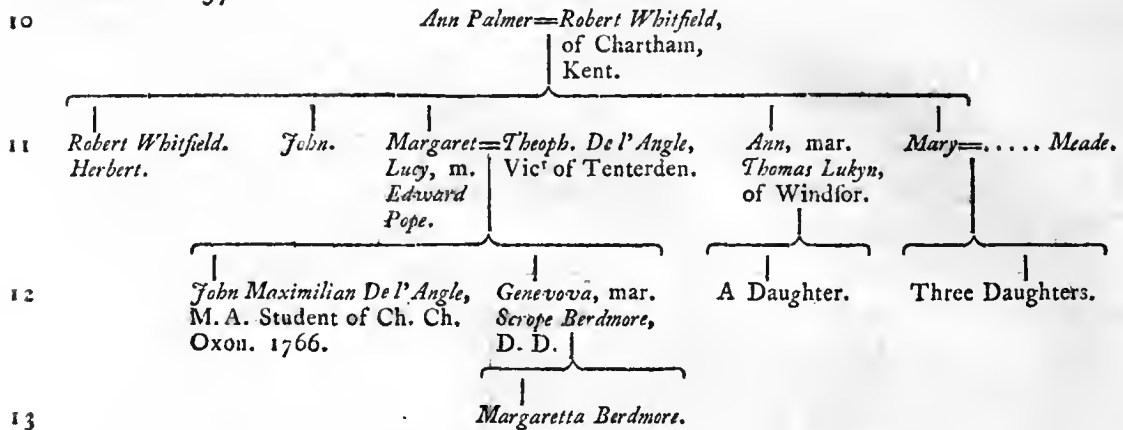 10 Ann Palmer=Robert Whitfield,
of Chartham,
Kent.
11 Robert Whitfield. John. Margaret=Theoph. De l'Angle, Ann, mar. Mary=..... Meade.
Herbert. Lucy, m. Vicr of Tenterden. Thomas Lukyn,
Edward of Windſor.
Pope.
12 John Maximilian De l'Angle, Genevova, mar. A Daughter. Three Daughters.
M. A. Student of Ch. Ch. Scrope Berdmore,
Oxon. 1766. D. D.
13 Margaretta Berdmore.